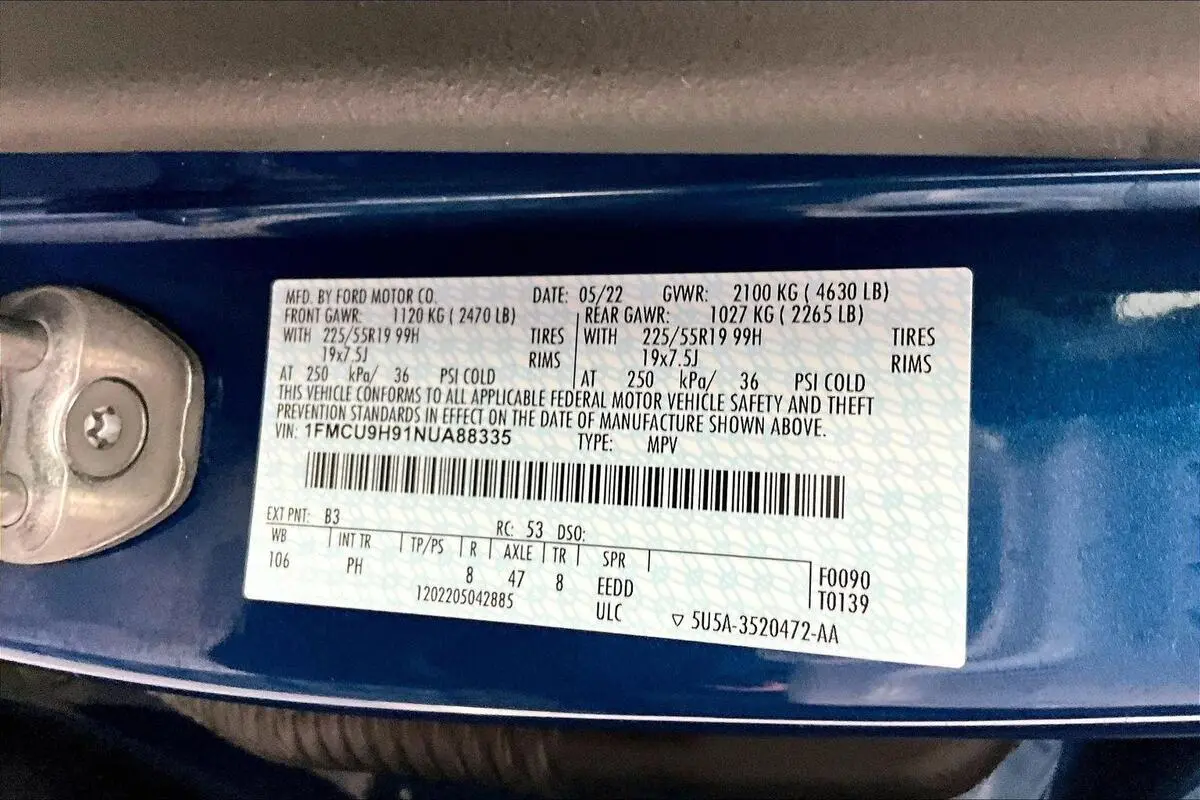 MFD. BY FORD MOTOR CO. DATE: 05/22 GVWR: 2100 KG ( 4630 LB)
FRONT GAWR: 1120 KG ( 2470 LB) REAR GAWR: 1027 KG ( 2265 LB)
WITH 225/55R19 99H TIRES WITH 225/55R19 99H TIRES
19x7.5J RIMS 19x7.5J RIMS
AT 250 kPa/ 36 PSI COLD AT 250 kPa/ 36 PSI COLD
THIS VEHICLE CONFORMS TO ALL APPLICABLE FEDERAL MOTOR VEHICLE SAFETY AND THEFT
PREVENTION STANDARDS IN EFFECT ON THE DATE OF MANUFACTURE SHOWN ABOVE.
VIN: 1FMCU9H91NUA88335 TYPE: MPV
EXT PNT: B3 RC: 53 DSO:
WB INT TR TP/PS R AXLE TR SPR
106 PH 8 47 8 EEDD F0090
1202205042885 ULC T0139
▽ 5U5A-3520472-AA